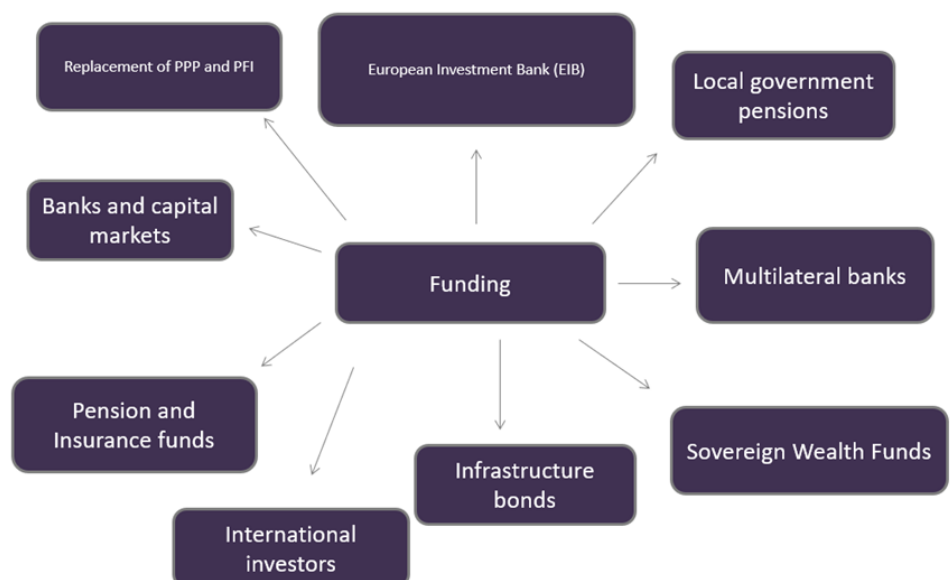 Replacement of PPP and PFI
European Investment Bank (EIB)
Local government
pensions
Banks and capital
markets
Funding
Multilateral banks
Pension and
Insurance funds
Infrastructure
bonds
Sovereign Wealth Funds
International
investors